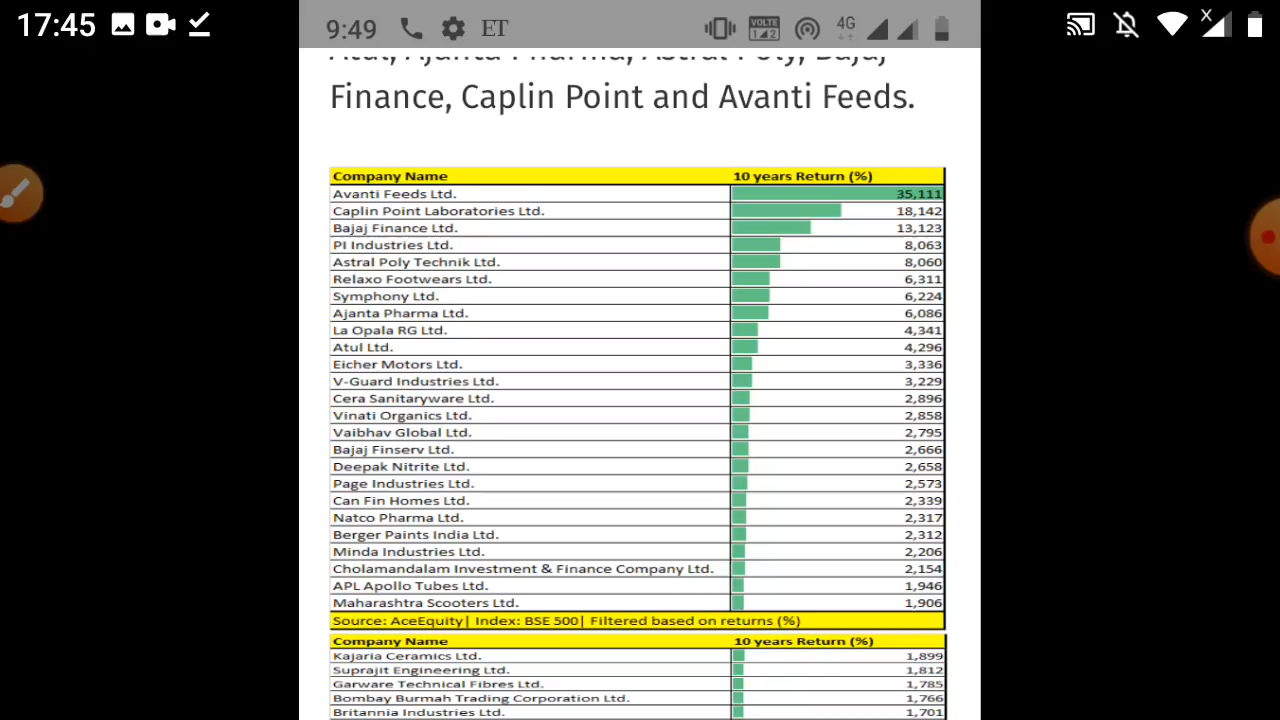 17:45
9:49 ET VOLTE 1 2 4G X
Atul, Ajanta Pharma, Astral Poly, Bajaj
Finance, Caplin Point and Avanti Feeds.
Company Name 10 years Return (%)
Avanti Feeds Ltd. 35,111
Caplin Point Laboratories Ltd. 18,142
Bajaj Finance Ltd. 13,123
PI Industries Ltd. 8,063
Astral Poly Technik Ltd. 8,060
Relaxo Footwears Ltd. 6,311
Symphony Ltd. 6,224
Ajanta Pharma Ltd. 6,086
La Opala RG Ltd. 4,341
Atul Ltd. 4,296
Eicher Motors Ltd. 3,336
V-Guard Industries Ltd. 3,229
Cera Sanitaryware Ltd. 2,896
Vinati Organics Ltd. 2,858
Vaibhav Global Ltd. 2,795
Bajaj Finserv Ltd. 2,666
Deepak Nitrite Ltd. 2,658
Page Industries Ltd. 2,573
Can Fin Homes Ltd. 2,339
Natco Pharma Ltd. 2,317
Berger Paints India Ltd. 2,312
Minda Industries Ltd. 2,206
Cholamandalam Investment & Finance Company Ltd. 2,154
APL Apollo Tubes Ltd. 1,946
Maharashtra Scooters Ltd. 1,906
Source: AceEquity| Index: BSE 500| Filtered based on returns (%)
Company Name 10 years Return (%)
Kajaria Ceramics Ltd. 1,899
Suprajit Engineering Ltd. 1,812
Garware Technical Fibres Ltd. 1,785
Bombay Burmah Trading Corporation Ltd. 1,766
Britannia Industries Ltd. 1,701